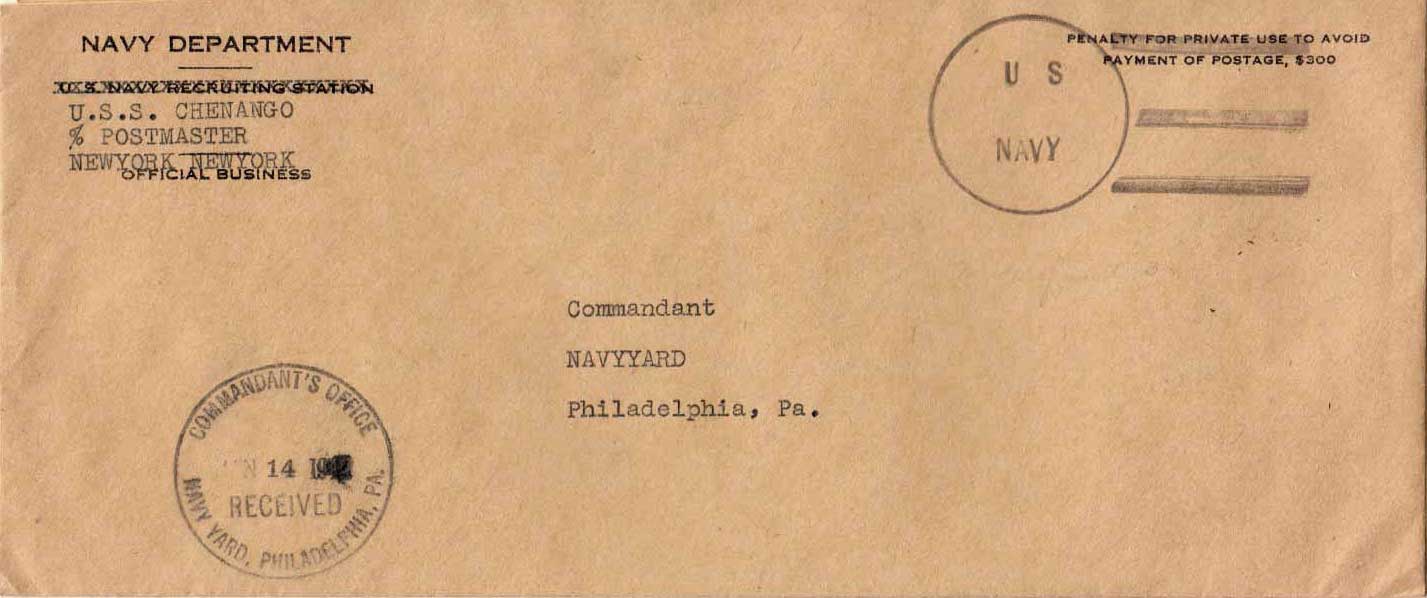 NAVY DEPARTMENT
U.S. NAVY RECRUITING STATION
U.S.S. CHENANGO
% POSTMASTER
NEWYORK NEWYORK
OFFICIAL BUSINESS
U S
NAVY
PENALTY FOR PRIVATE USE TO AVOID
PAYMENT OF POSTAGE, $300
Commandant
NAVYYARD
Philadelphia, Pa.
COMMANDANT'S OFFICE
14
RECEIVED
NAVY YARD, PHILADELPHIA, PA.